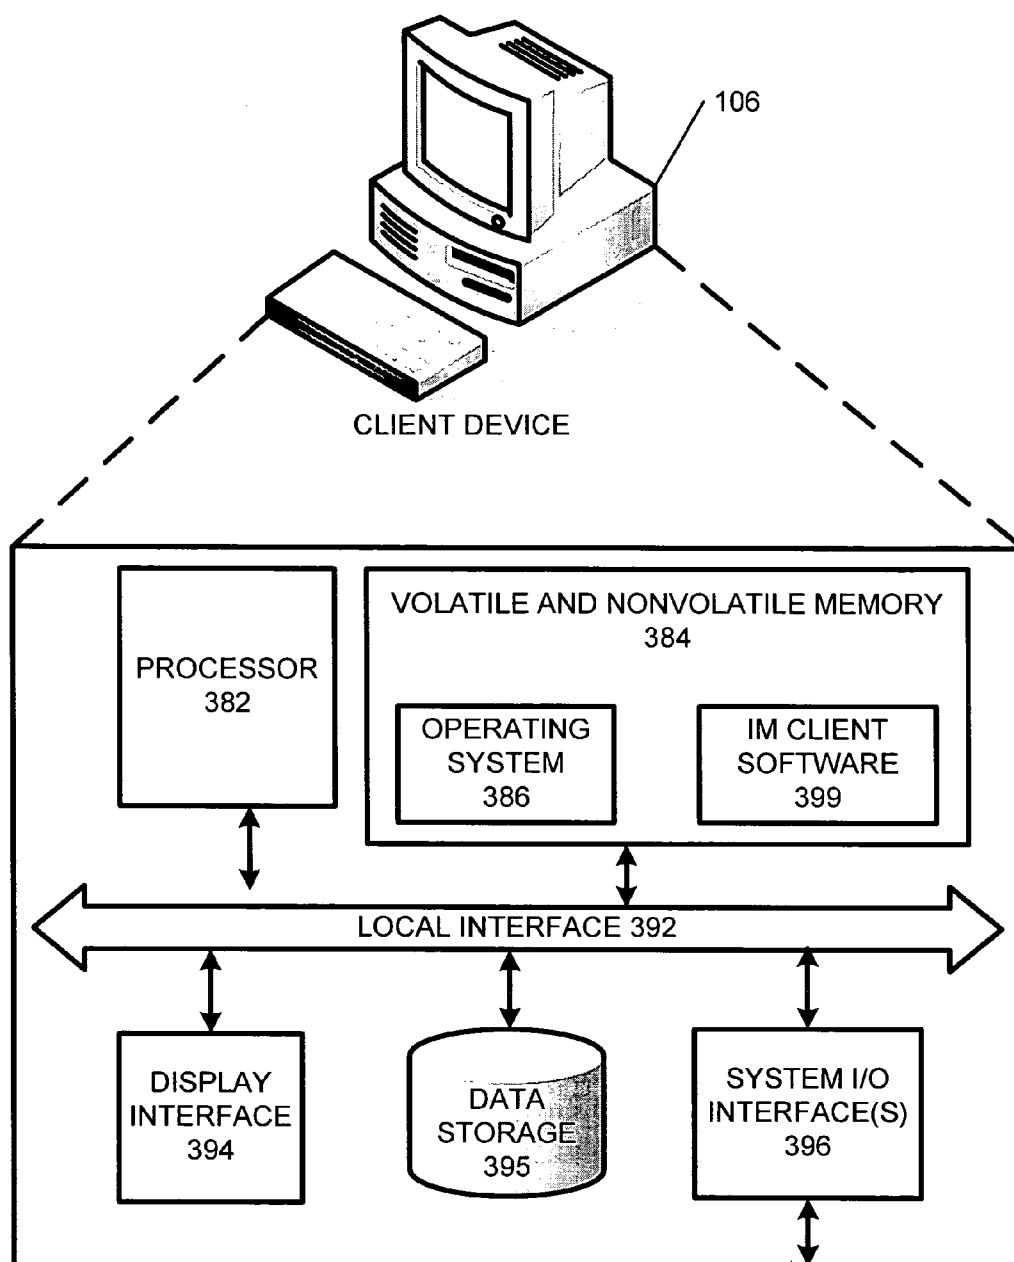 106
CLIENT DEVICE
PROCESSOR
382
VOLATILE AND NONVOLATILE MEMORY
384
OPERATING
SYSTEM
386
IM CLIENT
SOFTWARE
399
LOCAL INTERFACE 392
DISPLAY
INTERFACE
394
DATA
STORAGE
395
SYSTEM I/O
INTERFACE(S)
396